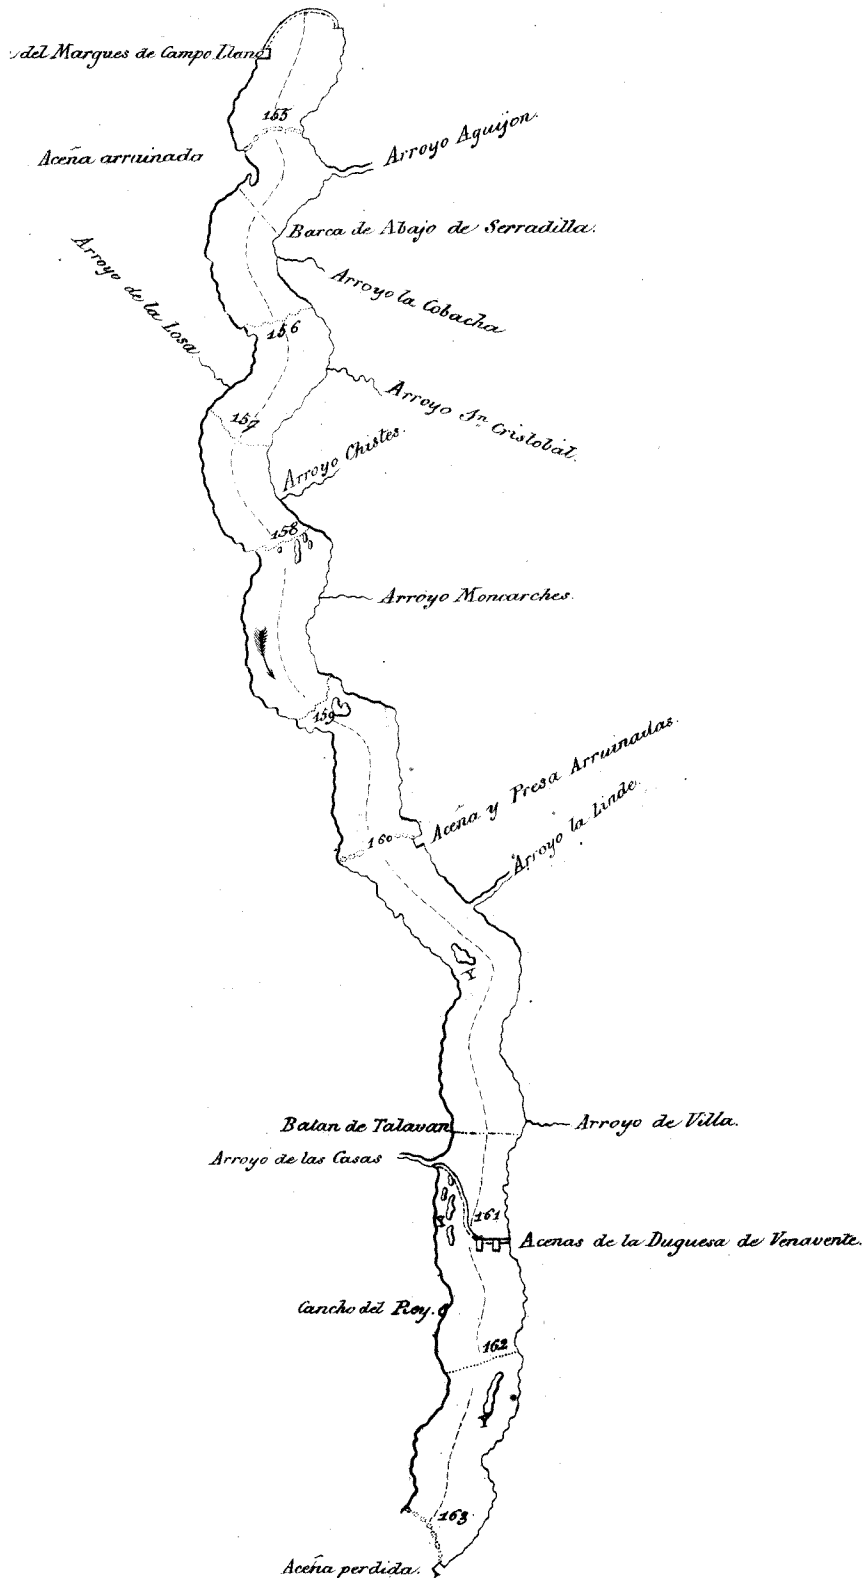 del Marques de Campo Llano
155
Aceña arruinada
Arroyo Aguijon.
Barca de Abajo de Serradilla.
Arroyo de la Losa
Arroyo la Cobacha
156
Arroyo Sn. Cristobal.
157
Arroyo Chistes.
158
Arroyo Moncarches.
159
Aceña y Presa Arruinadas.
160
Arroyo la Linde.
Y
Batan de Talavan
Arroyo de Villa.
Arroyo de las Casas
161
Acenas de la Duguesa de Venavente.
Cancho del Rey.
162
163
Aceña perdida.